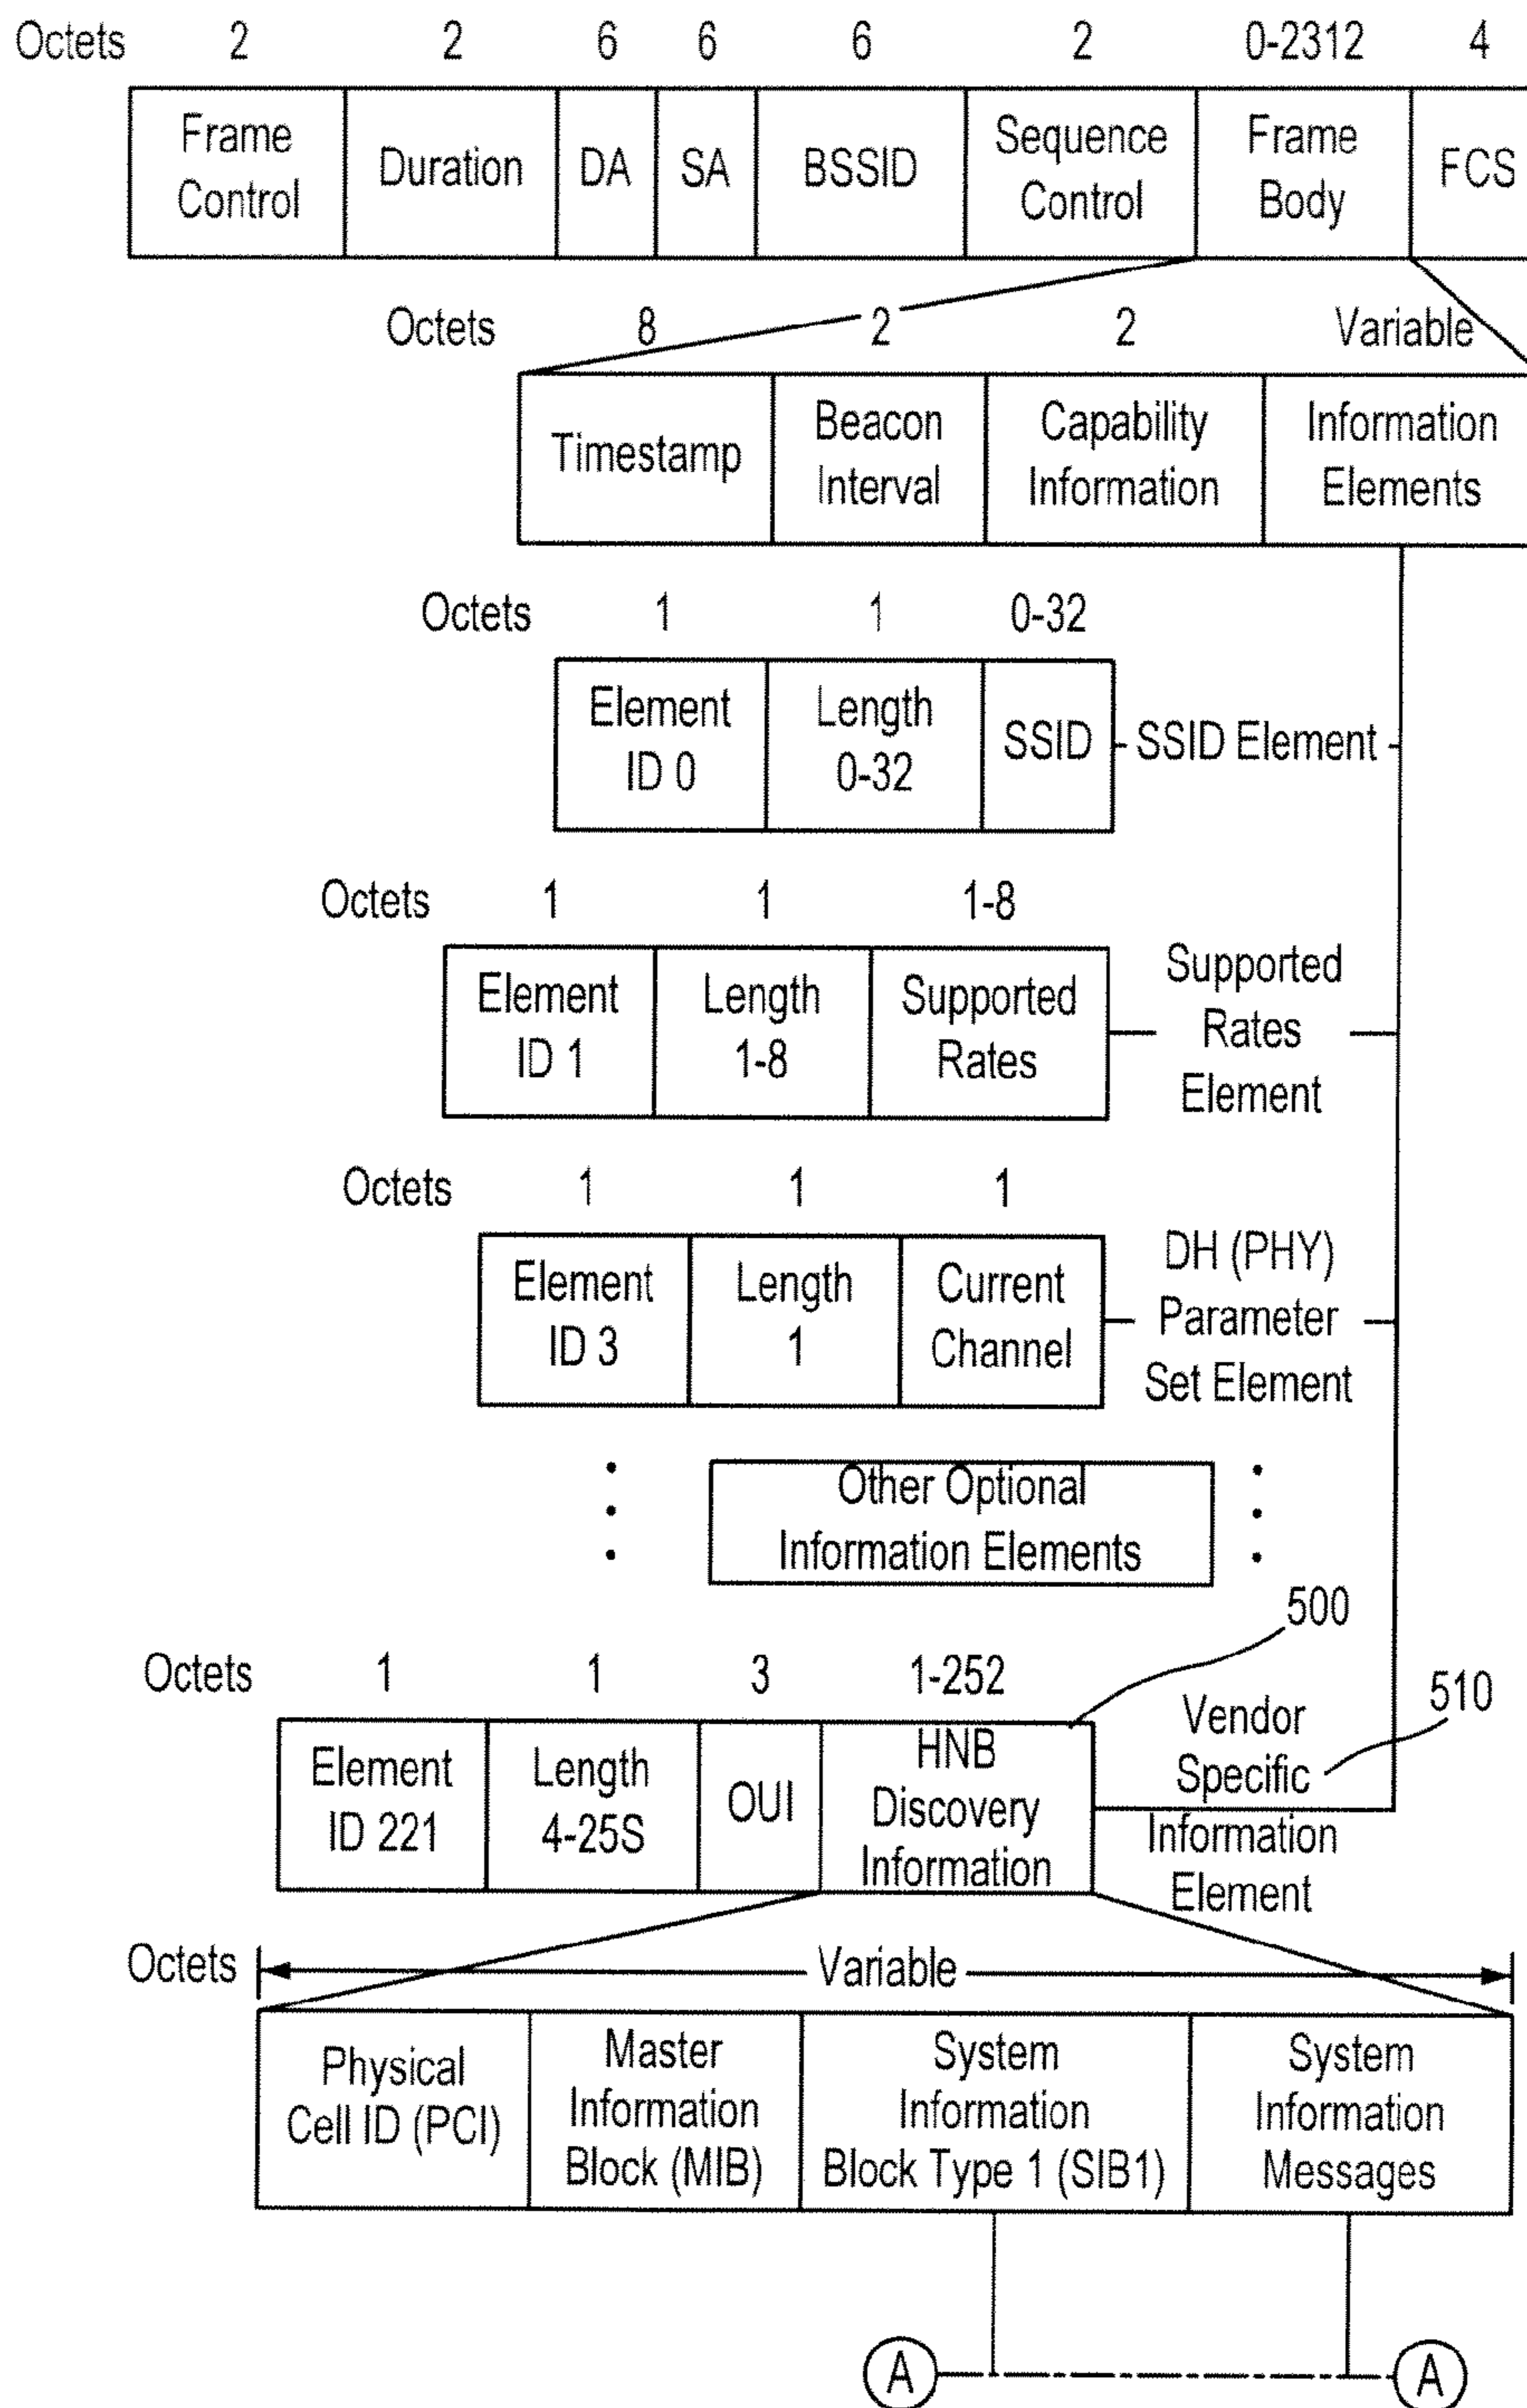 Octets 2 2 6 6 6 2 0-2312 4
Frame Control Duration DA SA BSSID Sequence Control Frame Body FCS
Octets 8 2 2 Variable
Timestamp Beacon Interval Capability Information Information Elements
Octets 1 1 0-32
Element ID 0 Length 0-32 SSID SSID Element
Octets 1 1 1-8
Element ID 1 Length 1-8 Supported Rates Supported Rates Element
Octets 1 1 1
Element ID 3 Length 1 Current Channel DH (PHY) Parameter Set Element
Other Optional
Information Elements
500
Octets 1 1 3 1-252
510
Element ID 221 Length 4-25S OUI HNB Discovery Information Vendor Specific Information Element
Octets Variable
Physical Cell ID (PCI) Master Information Block (MIB) System Information Block Type 1 (SIB1) System Information Messages
A A